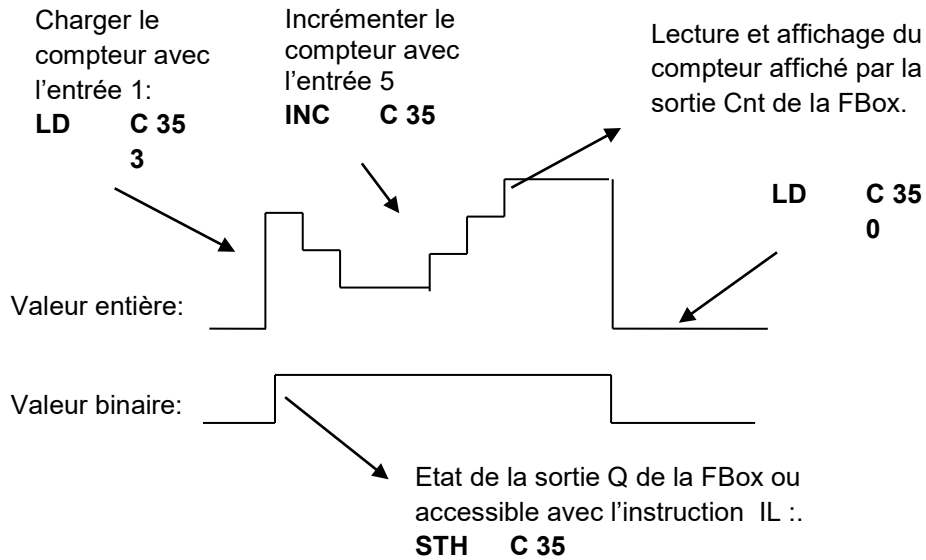 Charger le
compteur avec
l'entrée 1:
LD C 35
3
Incrémenter le
compteur avec
l'entrée 5
INC C 35
Lecture et affichage du
compteur affiché par la
sortie Cnt de la FBox.
LD C 35
0
Valeur entière:
Valeur binaire:
Etat de la sortie Q de la FBox ou
accessible avec l'instruction IL :.
STH C 35